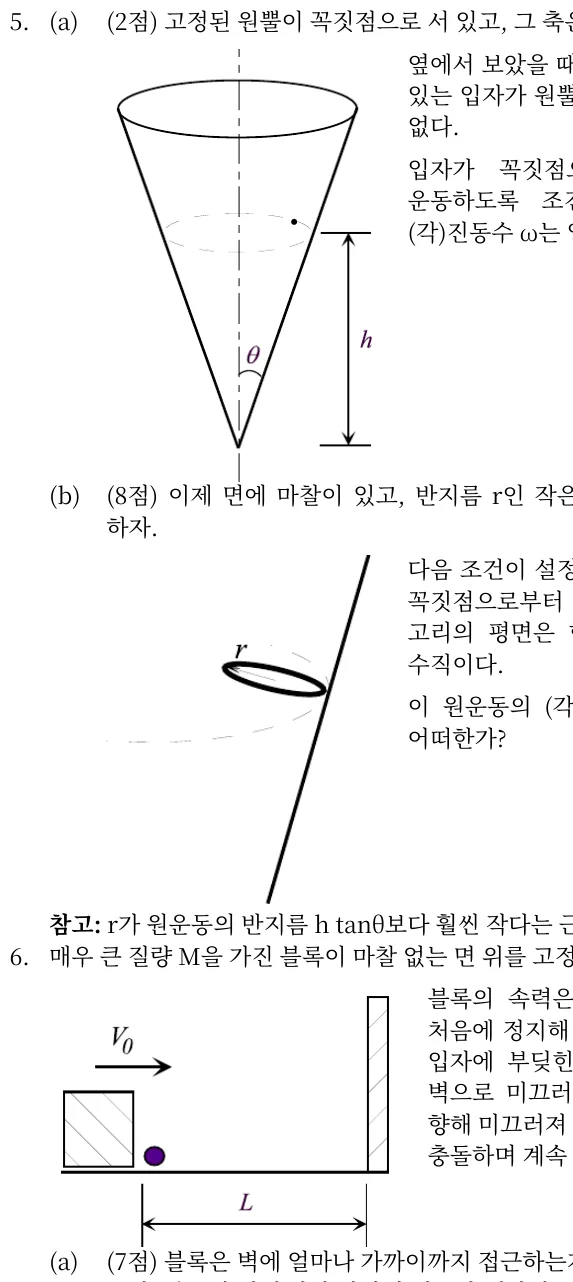 5. (a) (2점) 고정된 원뿔이 꼭짓점으로 서 있고, 그 축은
옆에서 보았을 때
있는 입자가 원뿔
없다.
입자가 꼭짓점으
운동하도록 조건
(각)진동수 ω는
θ
h
(b) (8점) 이제 면에 마찰이 있고, 반지름 r인 작은
하자.
다음 조건이 설정
꼭짓점으로부터
고리의 평면은
수직이다.
r
이 원운동의 (각
어떠한가?
참고: r가 원운동의 반지름 h tanθ보다 훨씬 작다는 근
6. 매우 큰 질량 M을 가진 블록이 마찰 없는 면 위를 고정
블록의 속력은
처음에 정지해
입자에 부딪힌
벽으로 미끄러
향해 미끄러져
충돌하며 계속
V0
L
(a) (7점) 블록은 벽에 얼마나 가까이까지 접근하는가